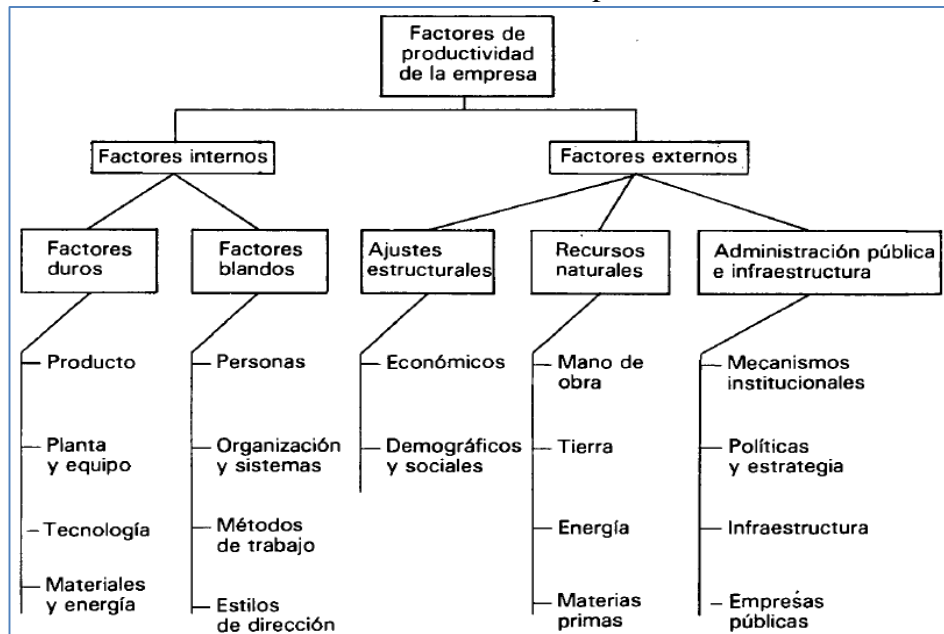 Factores de
productividad
de la empresa
Factores internos
Factores externos
Factores
duros
Factores
blandos
Ajustes
estructurales
Recursos
naturales
Administración pública
e infraestructura
Producto
Planta
y equipo
Tecnología
Materiales
y energía
Personas
Organización
y sistemas
Métodos
de trabajo
Estilos
de dirección
Económicos
Demográficos
y sociales
Mano de
obra
Tierra
Energía
Materias
primas
Mecanismos
institucionales
Políticas
y estrategia
Infraestructura
Empresas
públicas